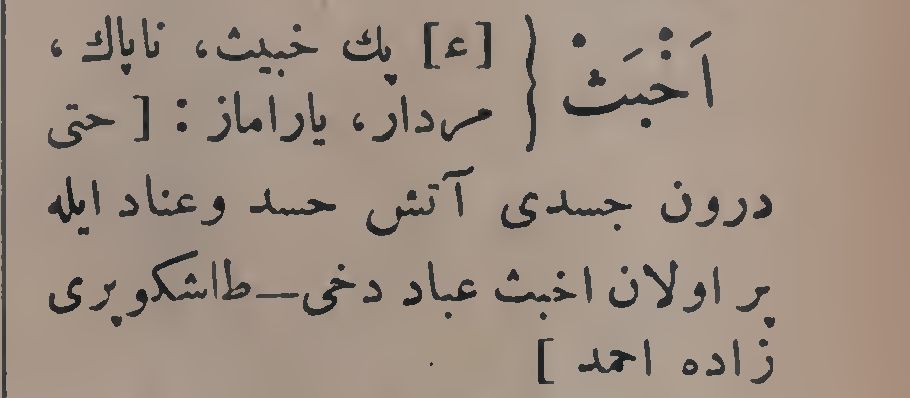 اَخْبَثْ { [ء] پك خبيث، ناپاك،
مردار، ياراماز : [ حتى
درون جسدى آتش حسد وعناد ايله
پر اولان اخبث عباد دخى ــ طاشكوپرى
زاده احمد ]